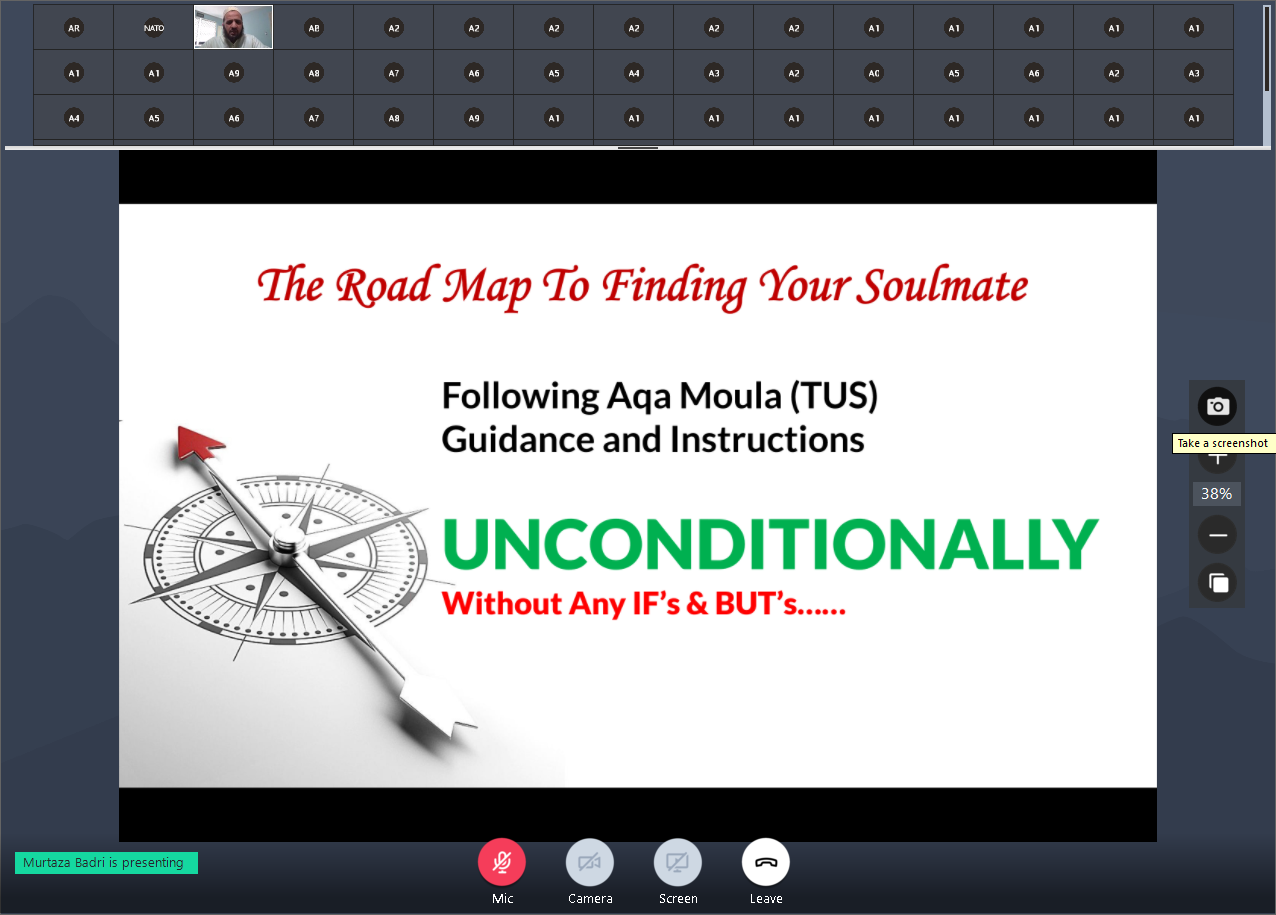 AR NATO AB A2 A2 A2 A2 A2 A2 A1 A1 A1 A1 A1
A1 A1 A9 A8 A7 A6 A5 A4 A3 A2 A0 A5 A6 A2 A3
A4 A5 A6 A7 A8 A9 A1 A1 A1 A1 A1 A1 A1 A1 A1
The Road Map To Finding Your Soulmate
Following Aqa Moula (TUS)
Guidance and Instructions
UNCONDITIONALLY
Without Any IF's & BUT's......
Take a screenshot
38%
Murtaza Badri is presenting
Mic Camera Screen Leave